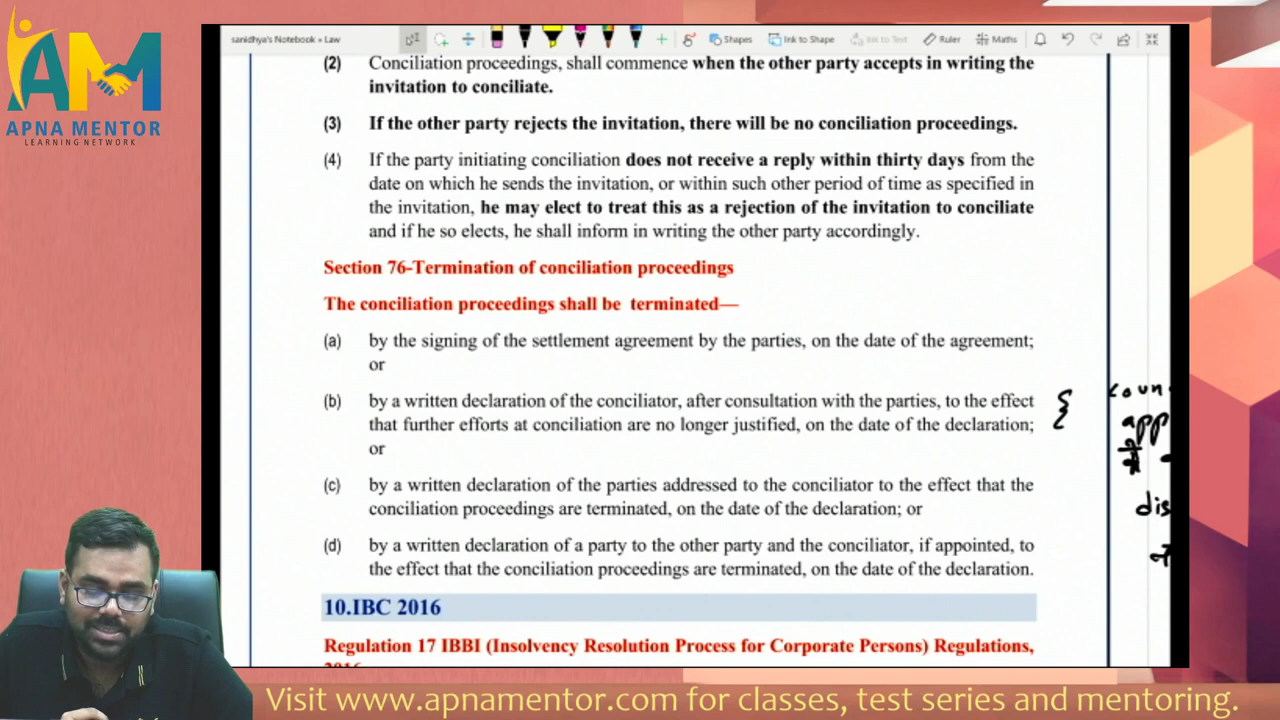 AM
APNA MENTOR
LEARNING NETWORK
sanidhya's Notebook » Law
Shapes
Ink to Shape
Ink to Text
Ruler
Maths
(2) Conciliation proceedings, shall commence when the other party accepts in writing the
invitation to conciliate.
(3) If the other party rejects the invitation, there will be no conciliation proceedings.
(4) If the party initiating conciliation does not receive a reply within thirty days from the
date on which he sends the invitation, or within such other period of time as specified in
the invitation, he may elect to treat this as a rejection of the invitation to conciliate
and if he so elects, he shall inform in writing the other party accordingly.
Section 76-Termination of conciliation proceedings
The conciliation proceedings shall be terminated—
(a) by the signing of the settlement agreement by the parties, on the date of the agreement;
or
(b) by a written declaration of the conciliator, after consultation with the parties, to the effect
that further efforts at conciliation are no longer justified, on the date of the declaration;
or
(c) by a written declaration of the parties addressed to the conciliator to the effect that the
conciliation proceedings are terminated, on the date of the declaration; or
(d) by a written declaration of a party to the other party and the conciliator, if appointed, to
the effect that the conciliation proceedings are terminated, on the date of the declaration.
coun
app
dis
10.IBC 2016
Regulation 17 IBBI (Insolvency Resolution Process for Corporate Persons) Regulations,
2016
Visit www.apnamentor.com for classes, test series and mentoring.